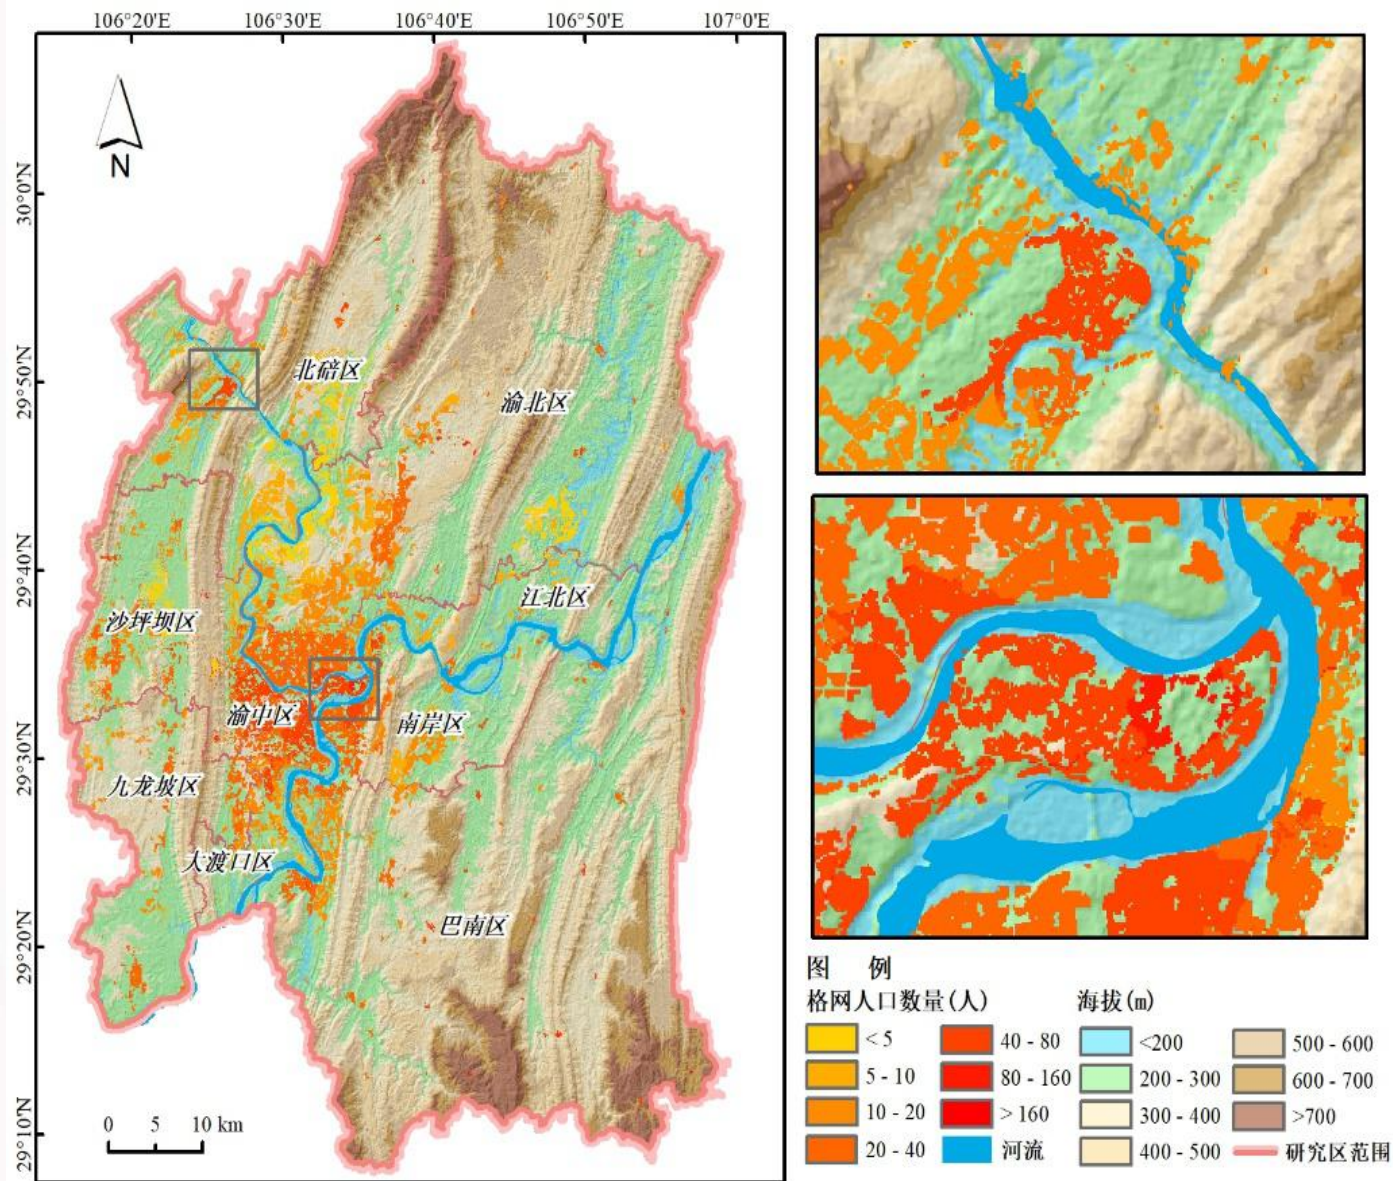 106°20′E 106°30′E 106°40′E 106°50′E 107°0′E
N
30°0′N
29°50′N
29°40′N
29°30′N
29°20′N
29°10′N
北碚区
渝北区
江北区
沙坪坝区
渝中区
南岸区
九龙坡区
大渡口区
巴南区
0 5 10 km
图 例
格网人口数量(人) 海拔(m)
< 5 40 - 80 <200 500 - 600
5 - 10 80 - 160 200 - 300 600 - 700
10 - 20 > 160 300 - 400 >700
20 - 40 河流 400 - 500 研究区范围